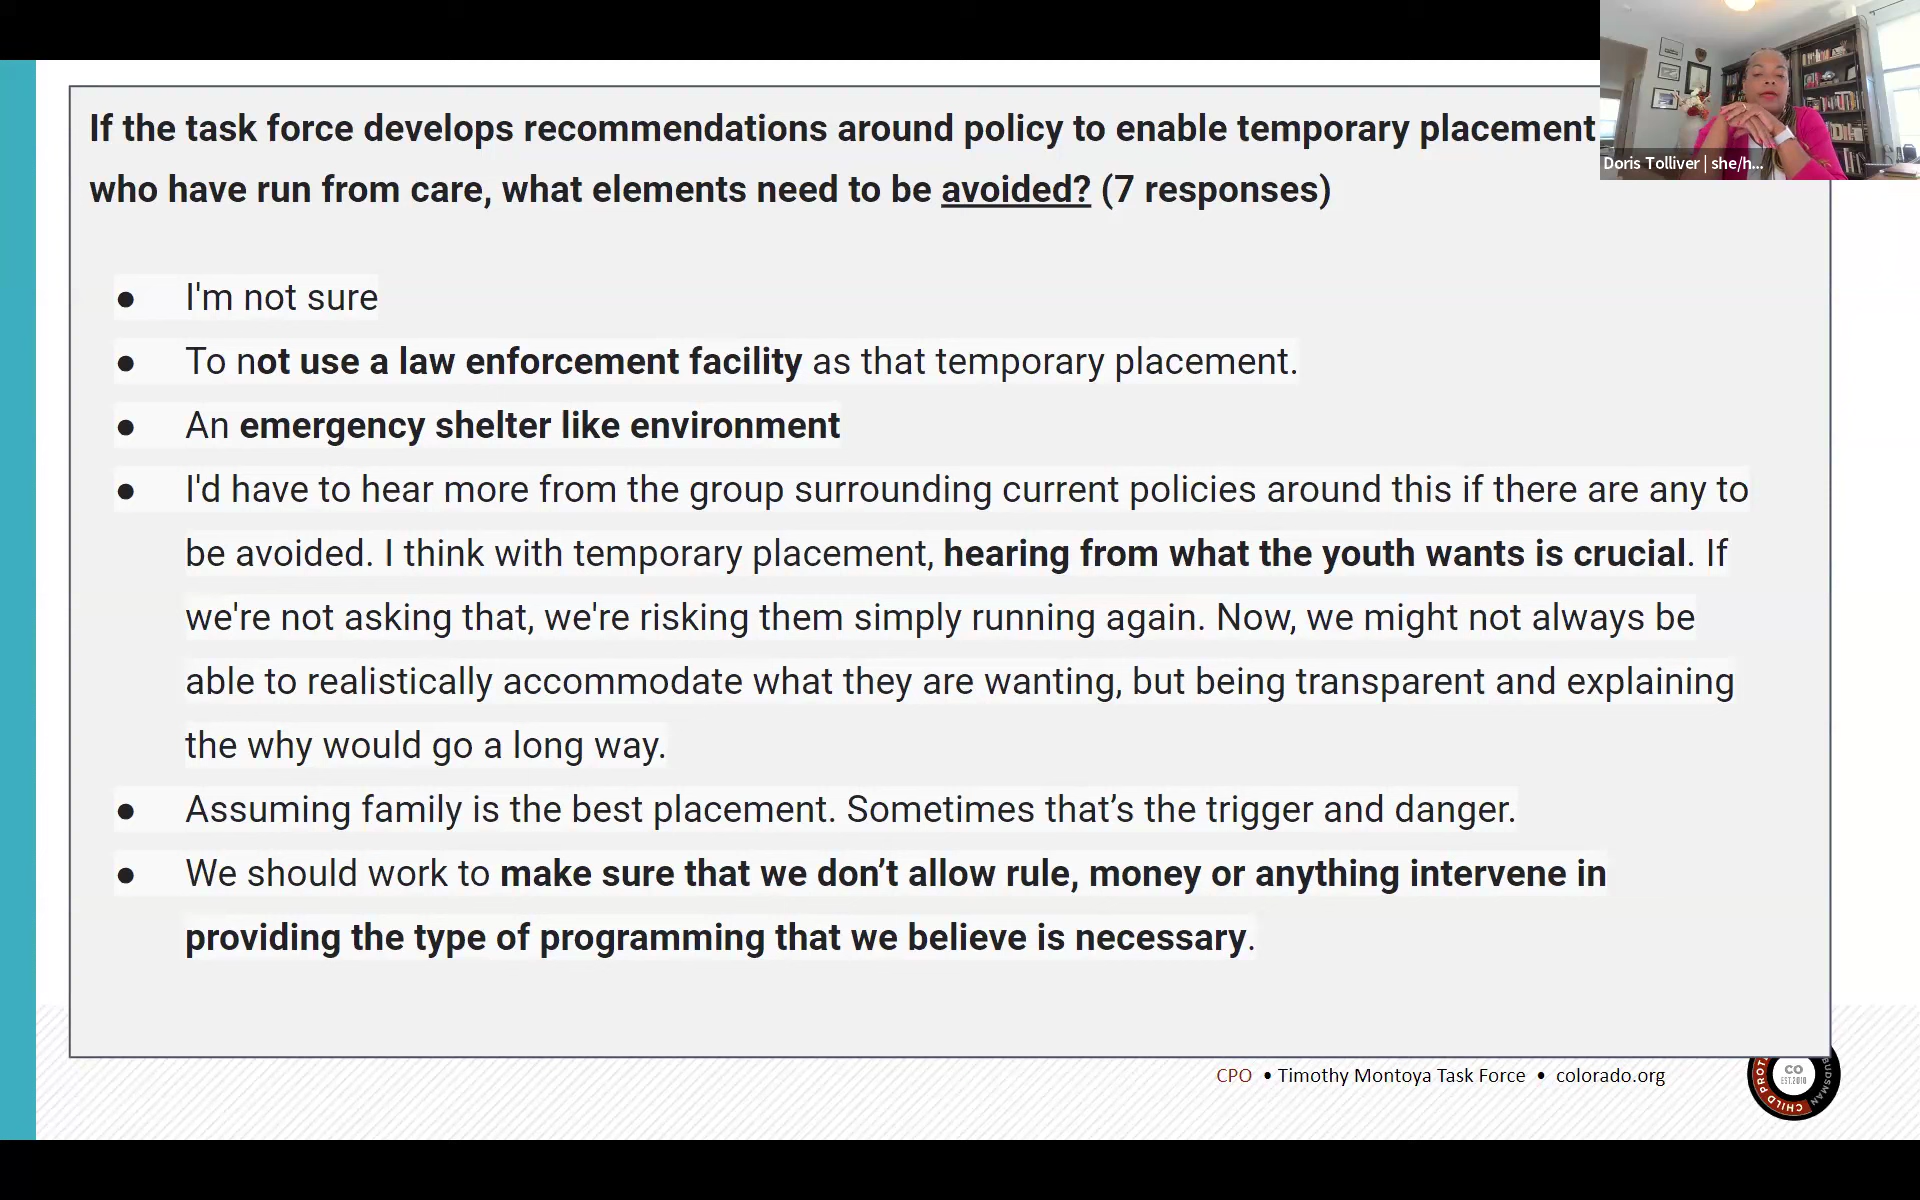 If the task force develops recommendations around policy to enable temporary placement
who have run from care, what elements need to be avoided? (7 responses)
● I'm not sure
● To not use a law enforcement facility as that temporary placement.
● An emergency shelter like environment
● I'd have to hear more from the group surrounding current policies around this if there are any to
be avoided. I think with temporary placement, hearing from what the youth wants is crucial. If
we're not asking that, we're risking them simply running again. Now, we might not always be
able to realistically accommodate what they are wanting, but being transparent and explaining
the why would go a long way.
● Assuming family is the best placement. Sometimes that’s the trigger and danger.
● We should work to make sure that we don’t allow rule, money or anything intervene in
providing the type of programming that we believe is necessary.
Doris Tolliver | she/h...
CPO • Timothy Montoya Task Force • colorado.org
CO
EST.2010
CHILD PROT
BUDSMAN